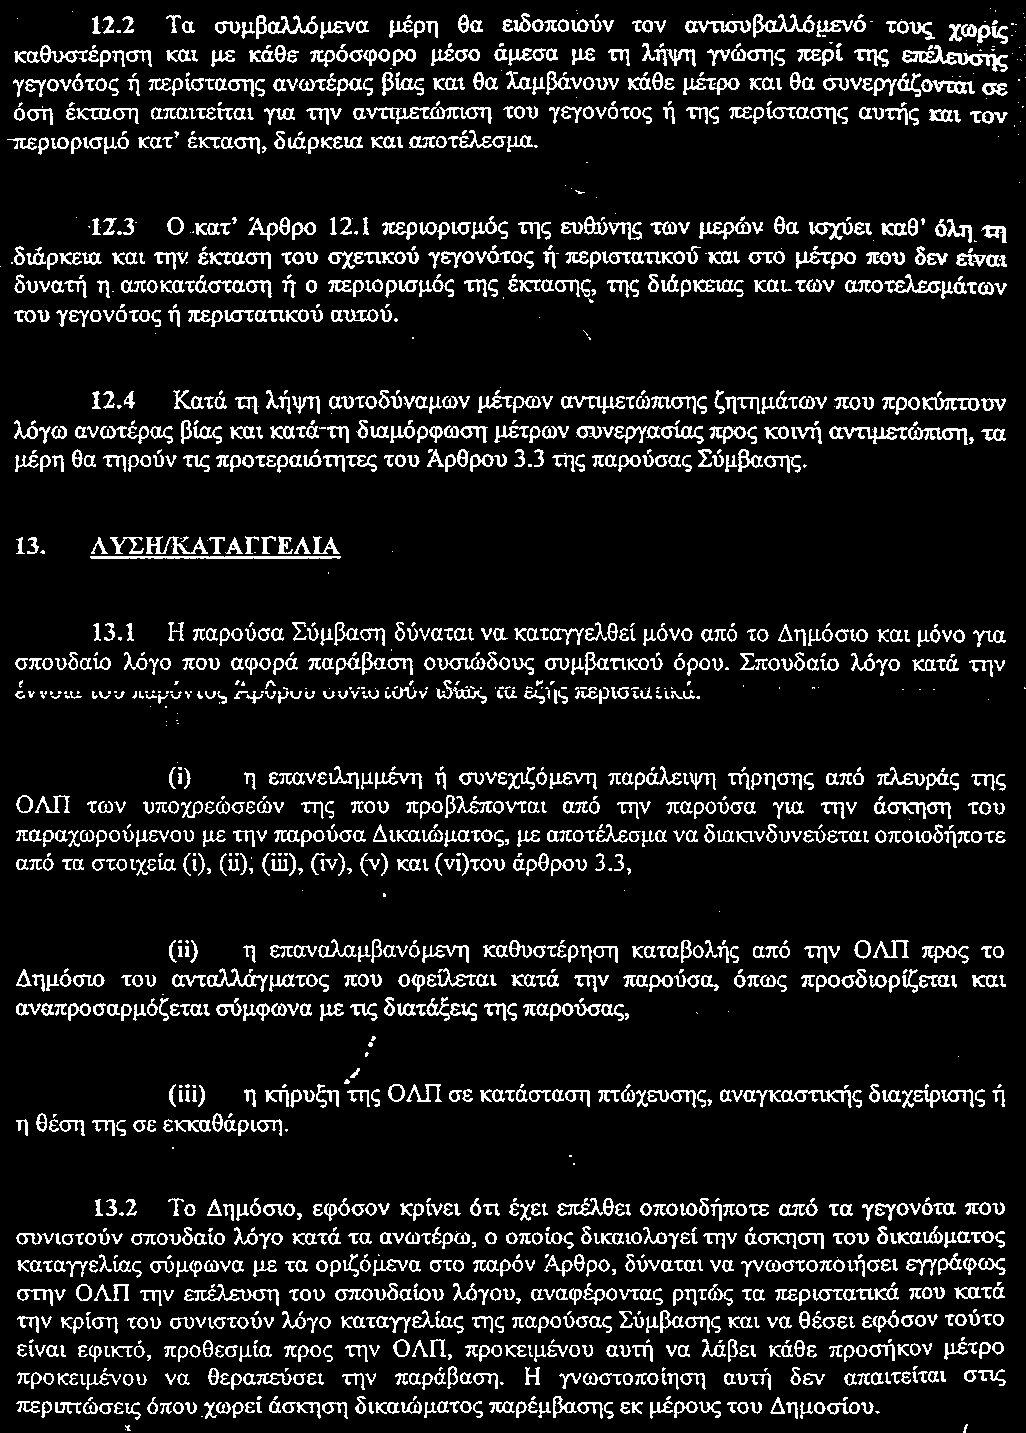 12.2 Τα συμβαλλόμενα μέρη θα ειδοποιούν τον αντισυβαλλόμενό τους χωρίς
καθυστέρηση και με κάθε πρόσφορο μέσο άμεσα με τη λήψη γνώσης περί της επέλευσης
γεγονότος ή περίστασης ανωτέρας βίας και θα λαμβάνουν κάθε μέτρο και θα συνεργάζονται σε
όση έκταση απαιτείται για την αντιμετώπιση του γεγονότος ή της περίστασης αυτής και τον
περιορισμό κατ’ έκταση, διάρκεια και αποτέλεσμα.
12.3 Ο κατ’ Άρθρο 12.1 περιορισμός της ευθύνης των μερών θα ισχύει καθ’ όλη τη
διάρκεια και την έκταση του σχετικού γεγονότος ή περιστατικού και στο μέτρο που δεν είναι
δυνατή η αποκατάσταση ή ο περιορισμός της έκτασης, της διάρκειας και των αποτελεσμάτων
του γεγονότος ή περιστατικού αυτού.
12.4 Κατά τη λήψη αυτοδύναμων μέτρων αντιμετώπισης ζητημάτων που προκύπτουν
λόγω ανωτέρας βίας και κατά τη διαμόρφωση μέτρων συνεργασίας προς κοινή αντιμετώπιση, τα
μέρη θα τηρούν τις προτεραιότητες του Άρθρου 3.3 της παρούσας Σύμβασης.
13. ΛΥΣΗ/ΚΑΤΑΓΓΕΛΙΑ
13.1 Η παρούσα Σύμβαση δύναται να καταγγελθεί μόνο από το Δημόσιο και μόνο για
σπουδαίο λόγο που αφορά παράβαση ουσιώδους συμβατικού όρου. Σπουδαίο λόγο κατά την
έννοια του παρόντος Άρθρου συνιστούν ιδίως τα εξής περιστατικά.
(i) η επανειλημμένη ή συνεχιζόμενη παράλειψη τήρησης από πλευράς της
ΟΛΠ των υποχρεώσεών της που προβλέπονται από την παρούσα για την άσκηση του
παραχωρούμενου με την παρούσα Δικαιώματος, με αποτέλεσμα να διακινδυνεύεται οποιοδήποτε
από τα στοιχεία (i), (ii), (iii), (iv), (v) και (vi)του άρθρου 3.3,
(ii) η επαναλαμβανόμενη καθυστέρηση καταβολής από την ΟΛΠ προς το
Δημόσιο του ανταλλάγματος που οφείλεται κατά την παρούσα, όπως προσδιορίζεται και
αναπροσαρμόζεται σύμφωνα με τις διατάξεις της παρούσας,
(iii) η κήρυξη της ΟΛΠ σε κατάσταση πτώχευσης, αναγκαστικής διαχείρισης ή
η θέση της σε εκκαθάριση.
13.2 Το Δημόσιο, εφόσον κρίνει ότι έχει επέλθει οποιοδήποτε από τα γεγονότα που
συνιστούν σπουδαίο λόγο κατά τα ανωτέρω, ο οποίος δικαιολογεί την άσκηση του δικαιώματος
καταγγελίας σύμφωνα με τα οριζόμενα στο παρόν Άρθρο, δύναται να γνωστοποιήσει εγγράφως
στην ΟΛΠ την επέλευση του σπουδαίου λόγου, αναφέροντας ρητώς τα περιστατικά που κατά
την κρίση του συνιστούν λόγο καταγγελίας της παρούσας Σύμβασης και να θέσει εφόσον τούτο
είναι εφικτό, προθεσμία προς την ΟΛΠ, προκειμένου αυτή να λάβει κάθε προσήκον μέτρο
προκειμένου να θεραπεύσει την παράβαση. Η γνωστοποίηση αυτή δεν απαιτείται στις
περιπτώσεις όπου χωρεί άσκηση δικαιώματος παρέμβασης εκ μέρους του Δημοσίου.